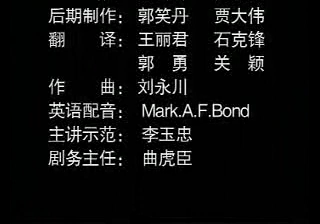 后期制作： 郭笑丹 贾大伟
翻 译： 王丽君 石克锋
郭 勇 关 颖
作 曲： 刘永川
英语配音： Mark.A.F.Bond
主讲示范： 李玉忠
剧务主任： 曲虎臣